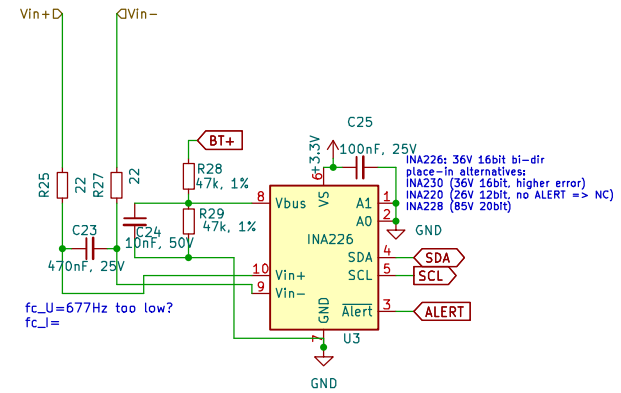 Vin+
Vin-
C25
BT+
+3.3V
100nF, 25V
R28
47k, 1%
R25
22
R27
22
INA226: 36V 16bit bi-dir
place-in alternatives:
INA230 (36V 16bit, higher error)
INA220 (26V 12bit, no ALERT => NC)
INA228 (85V 20bit)
6
VS
8
Vbus
A1
1
A0
2
GND
R29
47k, 1%
C24
10nF, 50V
C23
470nF, 25V
INA226
SDA
4
SDA
SCL
5
SCL
10
Vin+
9
Vin-
GND
7
Alert
3
ALERT
fc_U=677Hz too low?
fc_I=
U3
GND